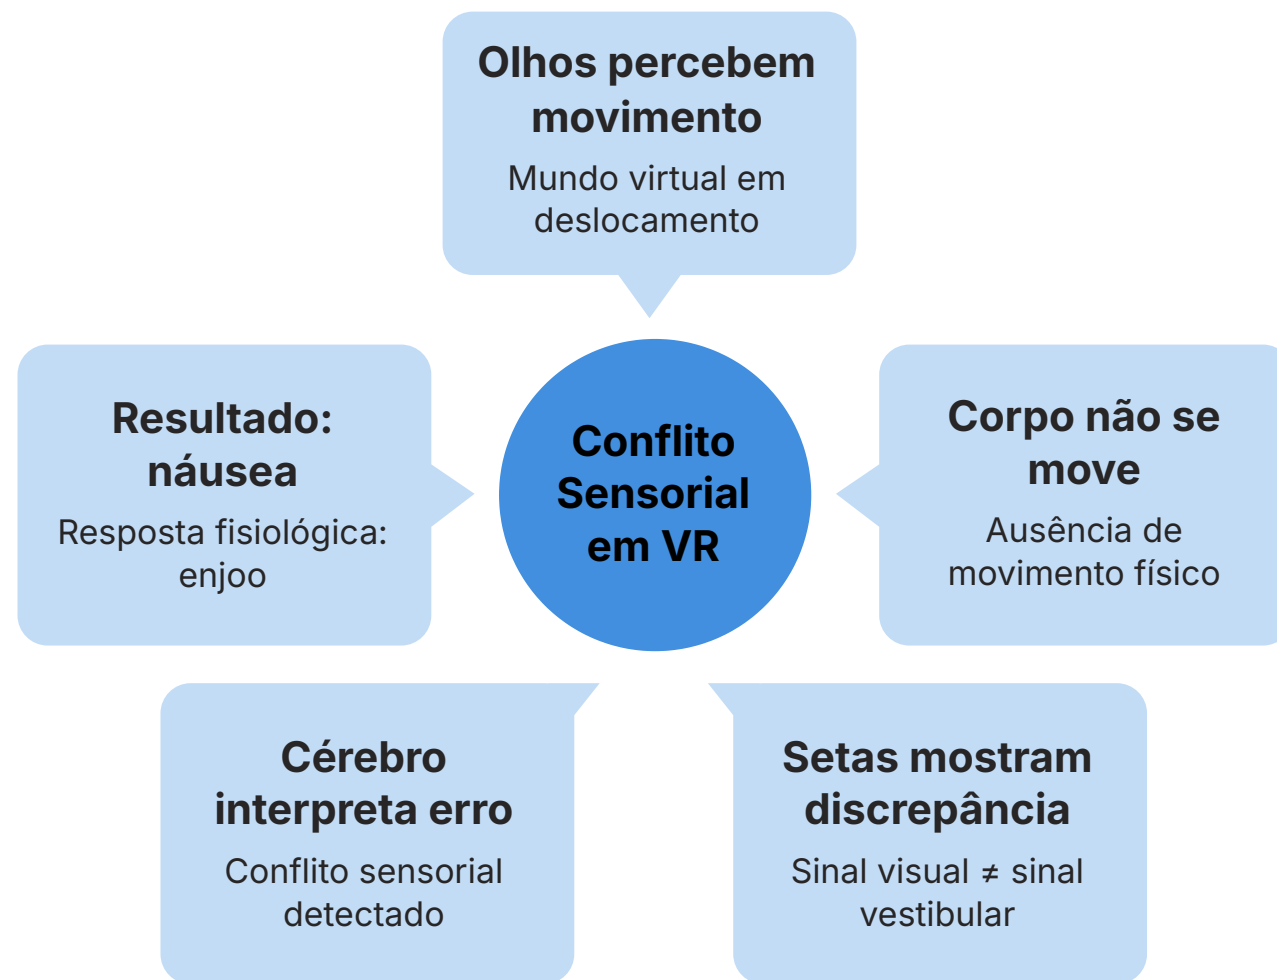 Olhos percebem
movimento
Mundo virtual em
deslocamento
Resultado:
náusea
Resposta fisiológica:
enjoo
Conflito
Sensorial
em VR
Corpo não se
move
Ausência de
movimento físico
Cérebro
interpreta erro
Conflito sensorial
detectado
Setas mostram
discrepância
Sinal visual ≠ sinal
vestibular